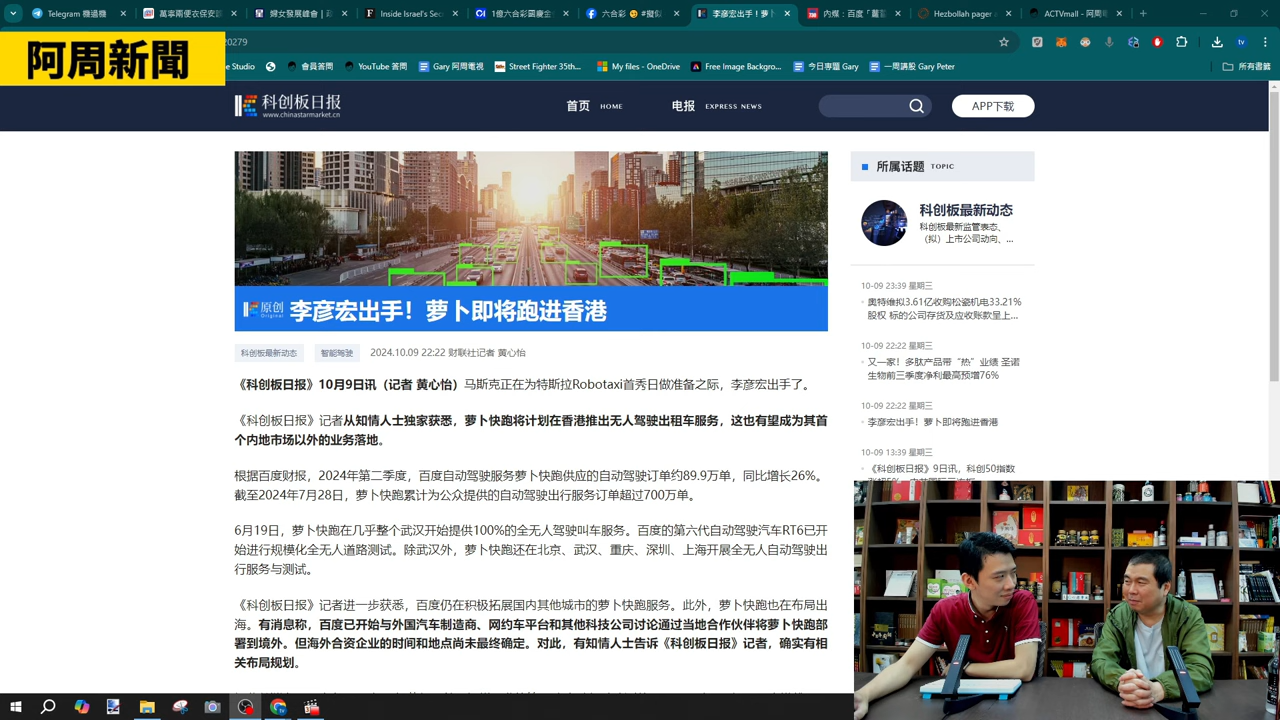 Telegram 機過機
萬寧兩便衣保安誤
婦女發展峰會 | 政
Inside Israel's Sec
1億六合彩圓慶金
六合彩 #擬似
李彦宏出手！萝卜
內媒：百度「蘿蔔
Hezbollah pager
ACTVmall - 阿周
阿周新聞
20279
e Studio
會員答問
YouTube 答問
Gary 阿周電視
Street Fighter 35th...
My files - OneDrive
Free Image Backgro...
今日專題 Gary
一周講股 Gary Peter
所有書籤
科创板日报
www.chinastarmarket.cn
首页 HOME
电报 EXPRESS NEWS
APP下载
原创
Original
李彦宏出手！萝卜即将跑进香港
科创板最新动态
智能驾驶
2024.10.09 22:22 财联社记者 黄心怡
《科创板日报》10月9日讯（记者 黄心怡）马斯克正在为特斯拉Robotaxi首秀日做准备之际，李彦宏出手了。
《科创板日报》记者从知情人士独家获悉，萝卜快跑将计划在香港推出无人驾驶出租车服务，这也有望成为其首
个内地市场以外的业务落地。
根据百度财报，2024年第二季度，百度自动驾驶服务萝卜快跑供应的自动驾驶订单约89.9万单，同比增长26%。
截至2024年7月28日，萝卜快跑累计为公众提供的自动驾驶出行服务订单超过700万单。
6月19日，萝卜快跑在几乎整个武汉开始提供100%的全无人驾驶叫车服务。百度的第六代自动驾驶汽车RT6已开
始进行规模化全无人道路测试。除武汉外，萝卜快跑还在北京、武汉、重庆、深圳、上海开展全无人自动驾驶出
行服务与测试。
《科创板日报》记者进一步获悉，百度仍在积极拓展国内其他城市的萝卜快跑服务。此外，萝卜快跑也在布局出
海。有消息称，百度已开始与外国汽车制造商、网约车平台和其他科技公司讨论通过当地合作伙伴将萝卜快跑部
署到境外。但海外合资企业的时间和地点尚未最终确定。对此，有知情人士告诉《科创板日报》记者，确实有相
关布局规划。
所属话题 TOPIC
科创板最新动态
科创板最新监管表态、
（拟）上市公司动向、...
10-09 23:39 星期三
奥特维拟3.61亿收购松瓷机电33.21%
股权 标的公司存货及应收账款呈上...
10-09 22:22 星期三
又一家！多肽产品带“热”业绩 圣诺
生物前三季度净利最高预增76%
10-09 22:22 星期三
李彦宏出手！萝卜即将跑进香港
10-09 13:39 星期三
《科创板日报》9日讯，科创50指数